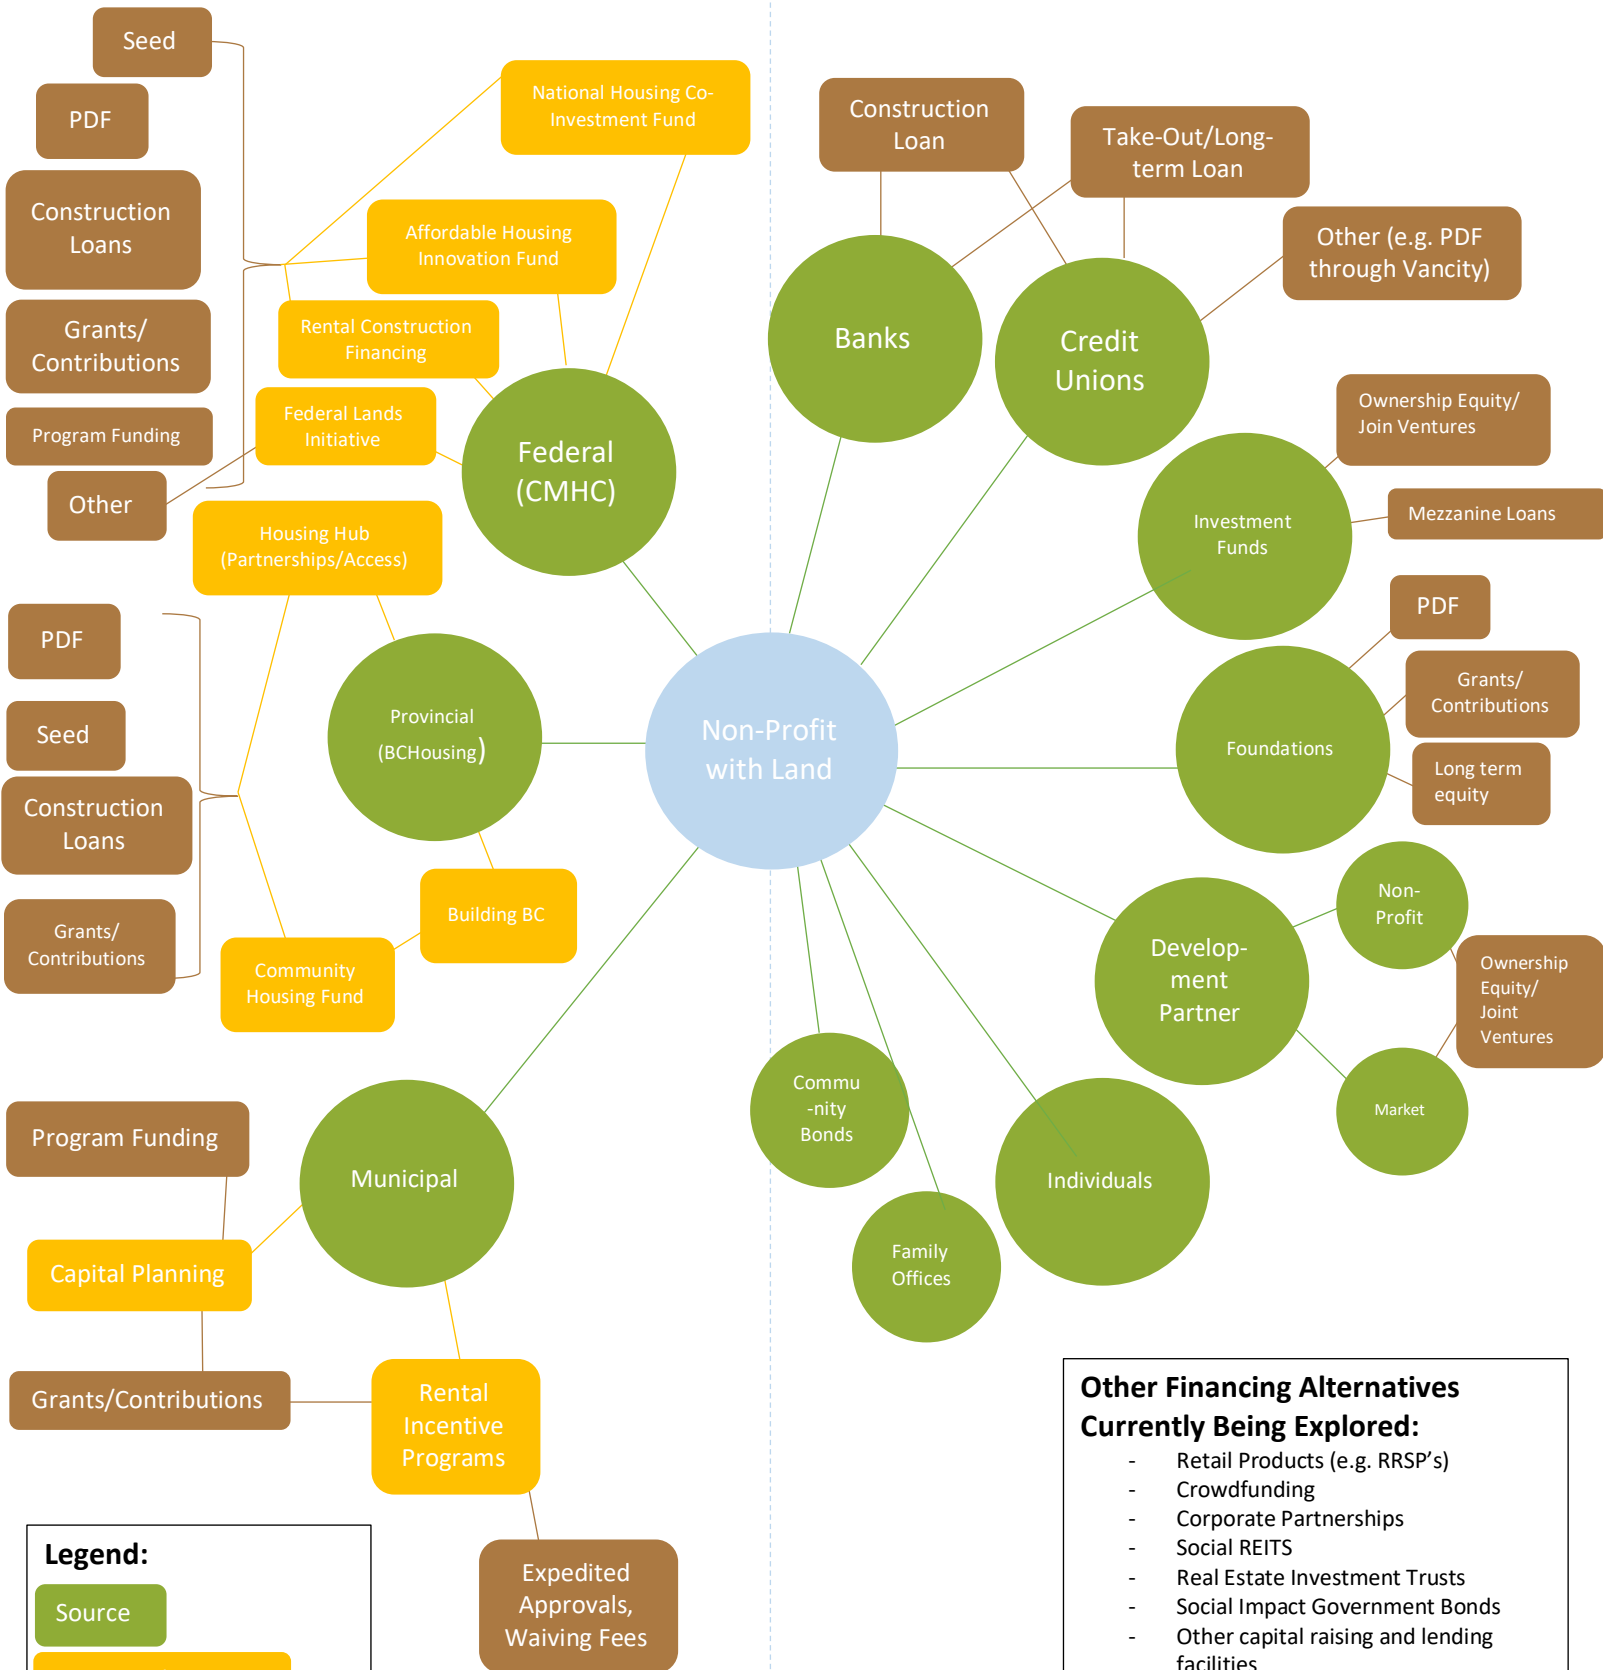 Seed
PDF
Construction
Loans
Grants/
Contributions
Program Funding
Other
National Housing Co-
Investment Fund
Affordable Housing
Innovation Fund
Rental Construction
Financing
Federal Lands
Initiative
Federal
(CMHC)
Housing Hub
(Partnerships/Access)
PDF
Seed
Construction
Loans
Grants/
Contributions
Provincial
(BCHousing)
Building BC
Community
Housing Fund
Program Funding
Capital Planning
Grants/Contributions
Municipal
Rental
Incentive
Programs
Expedited
Approvals,
Waiving Fees
Legend:
Source
Non-Profit
with Land
Construction
Loan
Take-Out/Long-
term Loan
Other (e.g. PDF
through Vancity)
Banks
Credit
Unions
Ownership Equity/
Join Ventures
Mezzanine Loans
Investment
Funds
PDF
Grants/
Contributions
Long term
equity
Foundations
Non-
Profit
Develop-
ment
Partner
Ownership
Equity/
Joint
Ventures
Market
Commu
-nity
Bonds
Individuals
Family
Offices
Other Financing Alternatives
Currently Being Explored:
- Retail Products (e.g. RRSP's)
- Crowdfunding
- Corporate Partnerships
- Social REITS
- Real Estate Investment Trusts
- Social Impact Government Bonds
- Other capital raising and lending
facilities